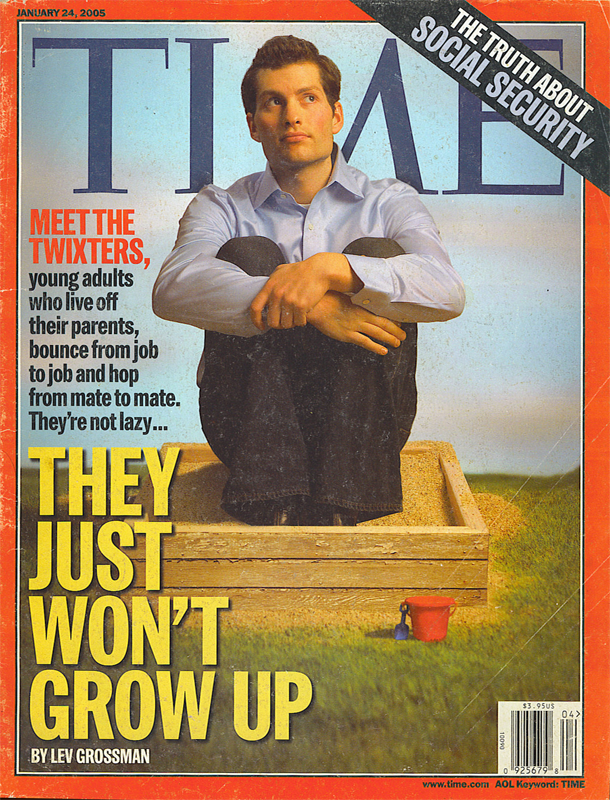 JANUARY 24, 2005
TIME
THE TRUTH ABOUT
SOCIAL SECURITY
MEET THE
TWIXTERS,
young adults
who live off
their parents,
bounce from job
to job and hop
from mate to mate.
They're not lazy...
THEY
JUST
WON'T
GROW UP
BY LEV GROSSMAN
$3.95US
04>
10090
0 925679 8
www.time.com AOL Keyword: TIME